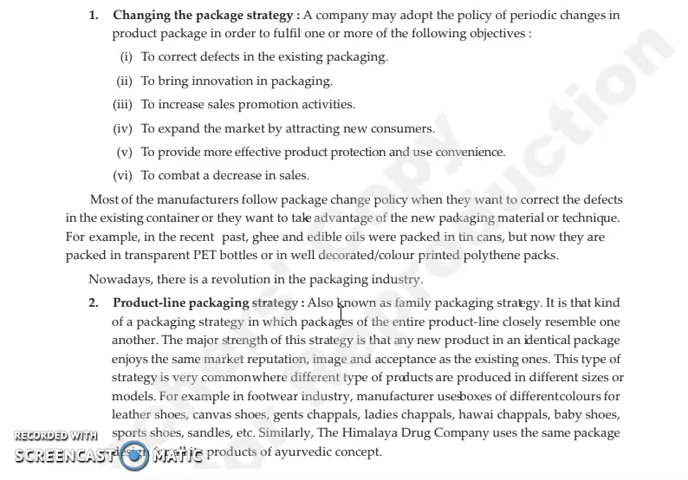 1. Changing the package strategy : A company may adopt the policy of periodic changes in
product package in order to fulfil one or more of the following objectives :
(i) To correct defects in the existing packaging.
(ii) To bring innovation in packaging.
(iii) To increase sales promotion activities.
(iv) To expand the market by attracting new consumers.
(v) To provide more effective product protection and use convenience.
(vi) To combat a decrease in sales.
Most of the manufacturers follow package change policy when they want to correct the defects
in the existing container or they want to take advantage of the new packaging material or technique.
For example, in the recent past, ghee and edible oils were packed in tin cans, but now they are
packed in transparent PET bottles or in well decorated/colour printed polythene packs.
Nowadays, there is a revolution in the packaging industry.
2. Product-line packaging strategy : Also known as family packaging strategy. It is that kind
of a packaging strategy in which packages of the entire product-line closely resemble one
another. The major strength of this strategy is that any new product in an identical package
enjoys the same market reputation, image and acceptance as the existing ones. This type of
strategy is very common where different type of products are produced in different sizes or
models. For example in footwear industry, manufacturer uses boxes of different colours for
leather shoes, canvas shoes, gents chappals, ladies chappals, hawai chappals, baby shoes,
sports shoes, sandles, etc. Similarly, The Himalaya Drug Company uses the same package
products of ayurvedic concept.
RECORDED WITH
SCREENCAST MATIC